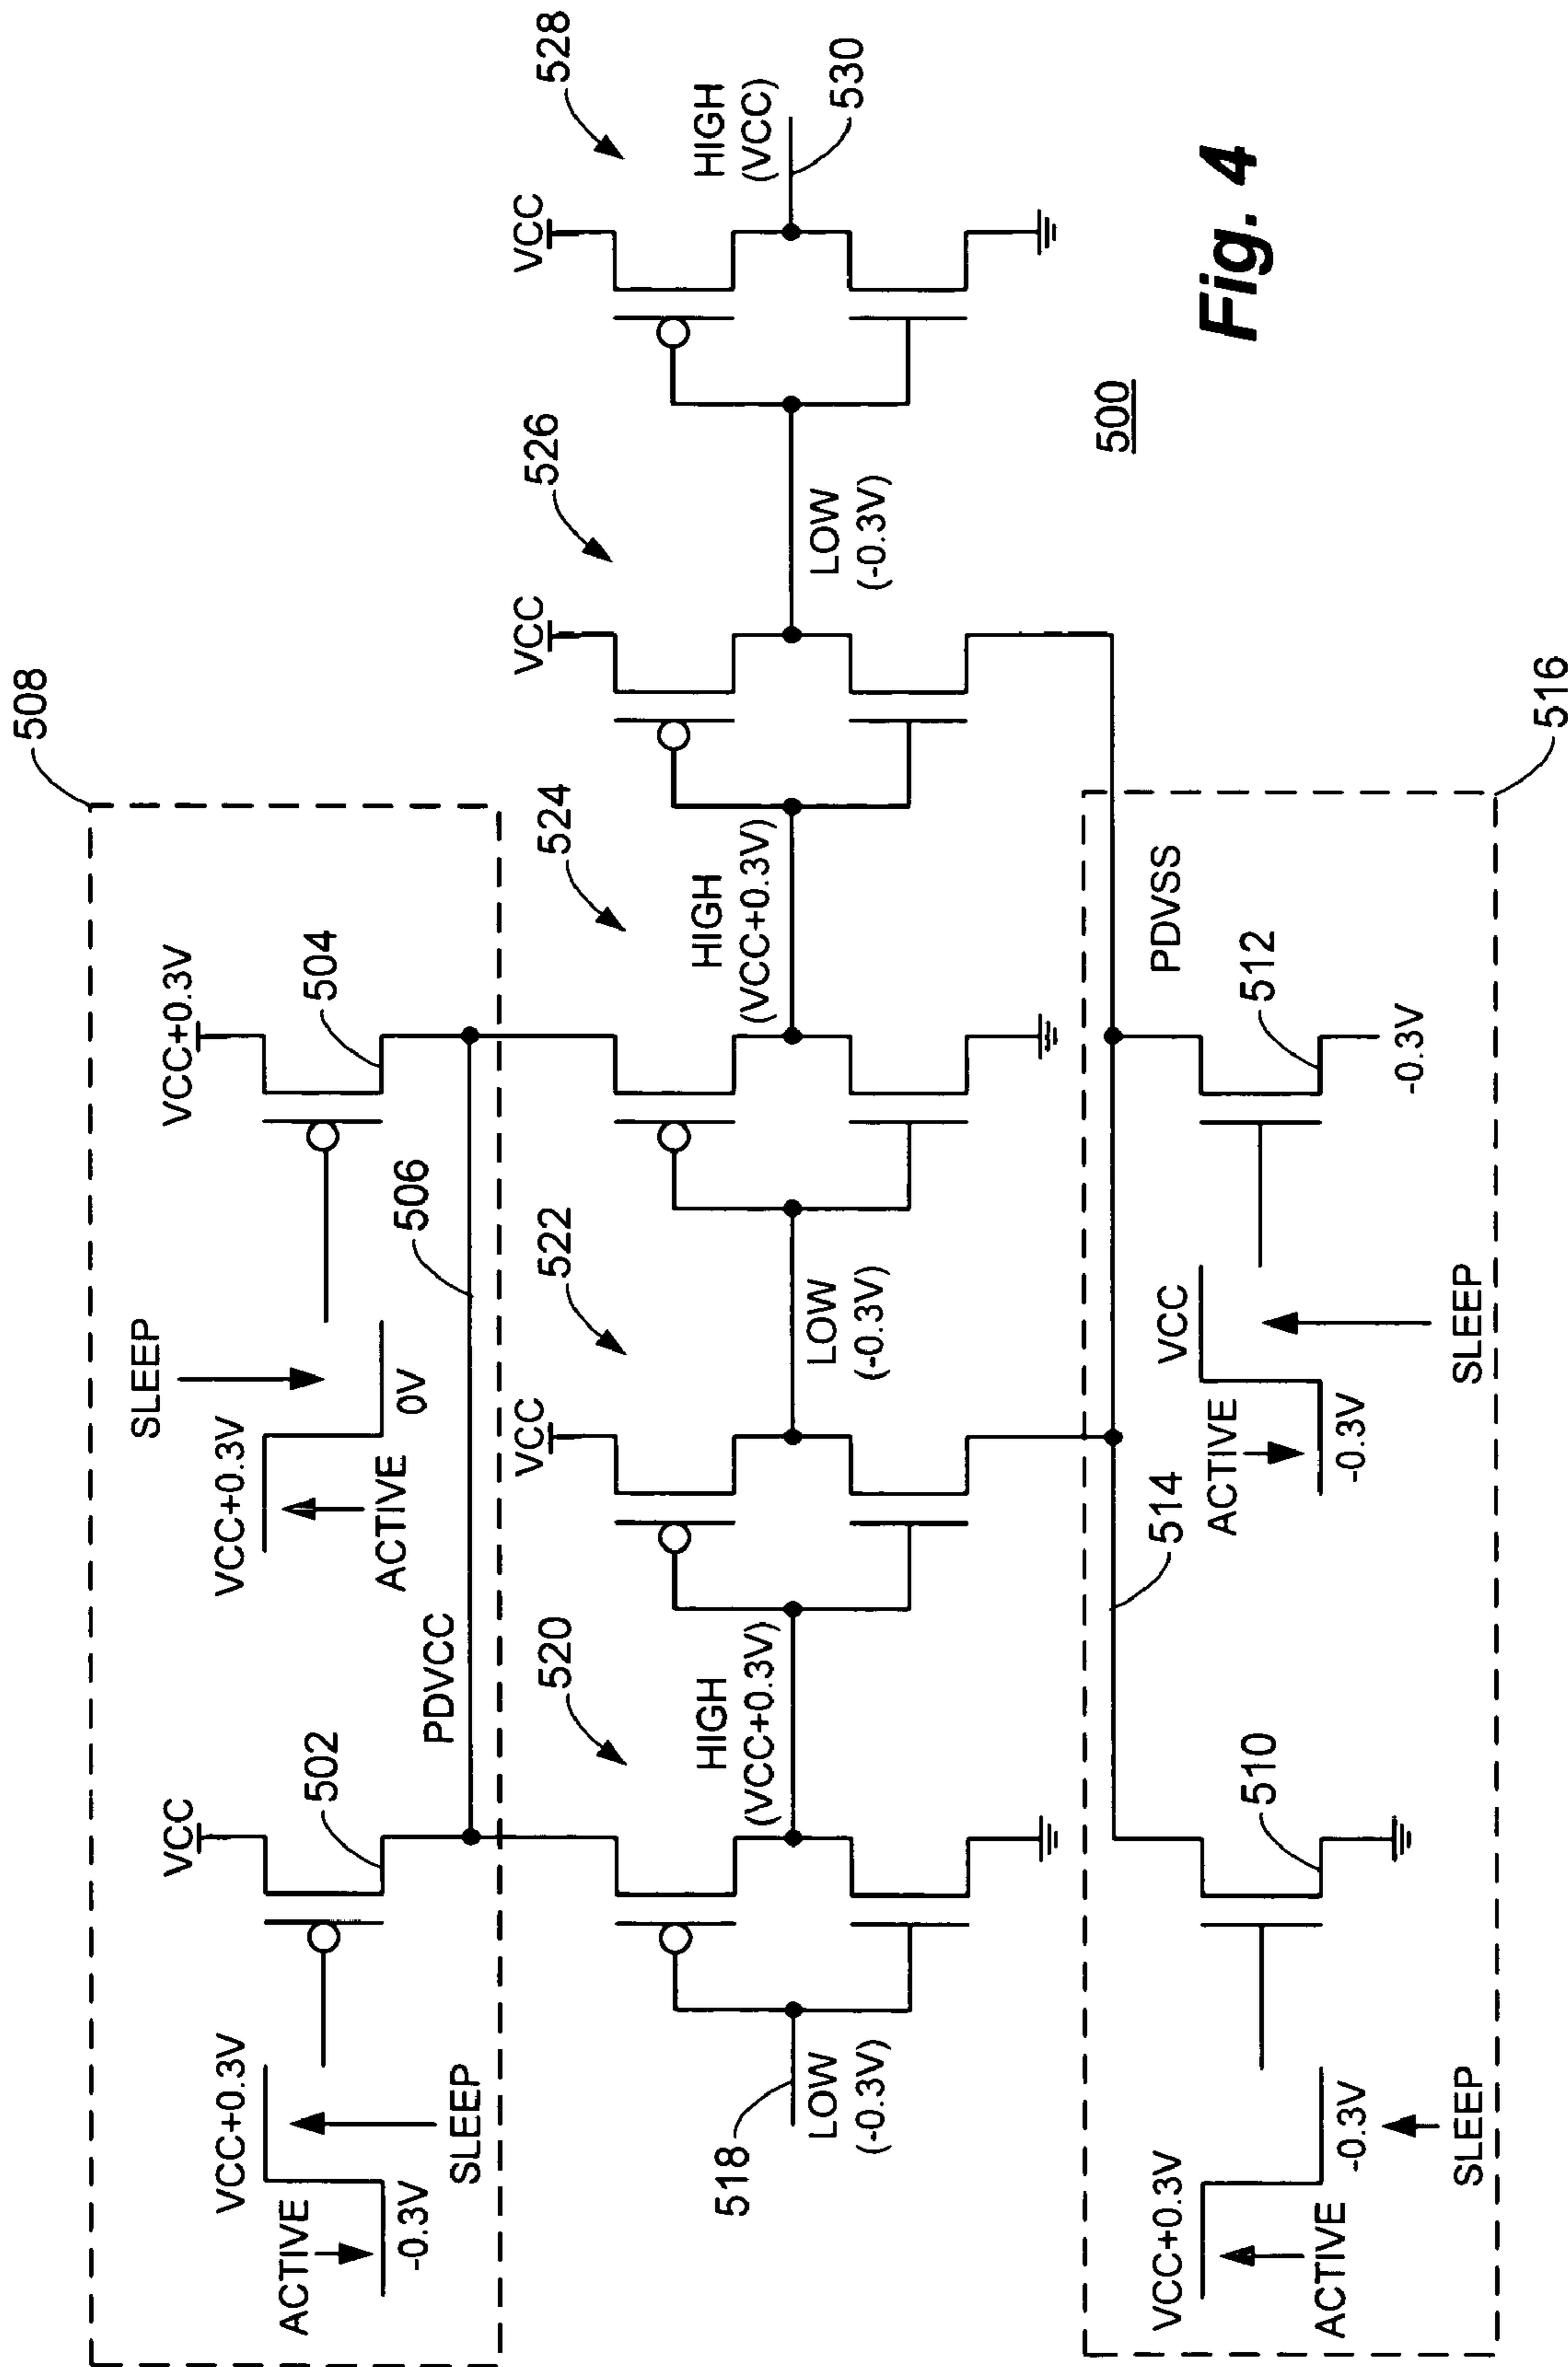 508
SLEEP
VCC+0.3V
VCC
VCC+0.3V
VCC+0.3V
502
504
ACTIVE
0V
ACTIVE
-0.3V
SLEEP
PDVCC
506
520
522
524
526
528
VCC
VCC
VCC
518
LOW
(-0.3V)
HIGH
(VCC+0.3V)
LOW
(-0.3V)
HIGH
(VCC+0.3V)
LOW
(-0.3V)
HIGH
(VCC)
530
500
514
PDVSS
VCC+0.3V
VCC
510
ACTIVE
512
ACTIVE
-0.3V
-0.3V
-0.3V
SLEEP
SLEEP
516
Fig. 4